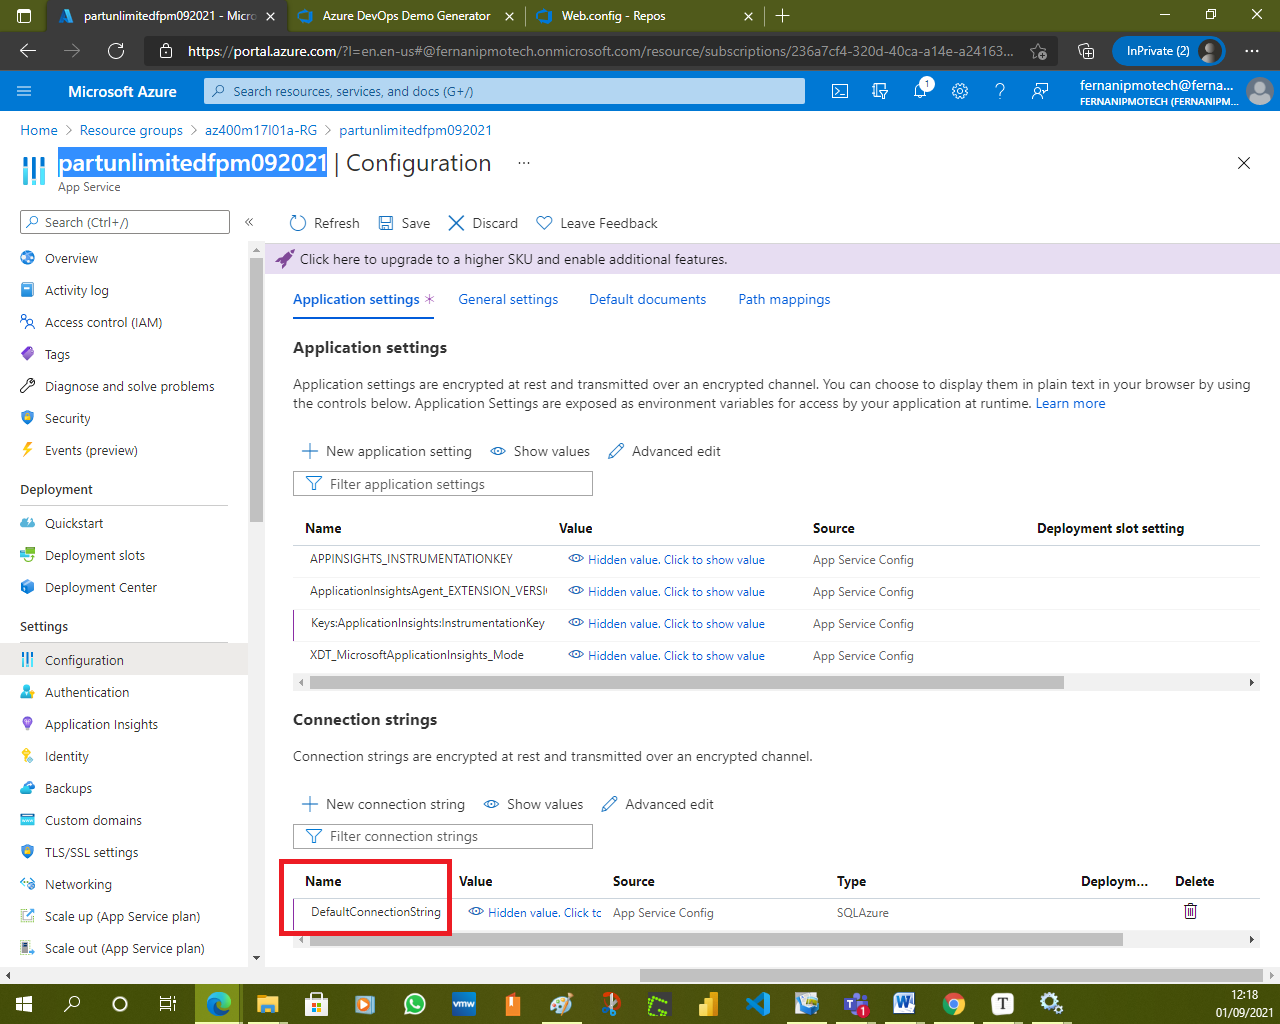 partunlimitedfpm092021 - Micro
Azure DevOps Demo Generator
Web.config - Repos
https://portal.azure.com/?l=en.en-us#@fernanipmotech.onmicrosoft.com/resource/subscriptions/236a7cf4-320d-40ca-a14e-a24163...
InPrivate (2)
Microsoft Azure
Search resources, services, and docs (G+/)
1
fernanipmotech@ferna...
FERNANIPMOTECH (FERNANIPM...
Home > Resource groups > az400m17l01a-RG > partunlimitedfpm092021
partunlimitedfpm092021 | Configuration ...
App Service
Search (Ctrl+/)
«
Refresh
Save
Discard
Leave Feedback
Click here to upgrade to a higher SKU and enable additional features.
Overview
Activity log
Access control (IAM)
Tags
Diagnose and solve problems
Security
Events (preview)
Deployment
Quickstart
Deployment slots
Deployment Center
Settings
Configuration
Authentication
Application Insights
Identity
Backups
Custom domains
TLS/SSL settings
Networking
Scale up (App Service plan)
Scale out (App Service plan)
Application settings * General settings Default documents Path mappings
Application settings
Application settings are encrypted at rest and transmitted over an encrypted channel. You can choose to display them in plain text in your browser by using
the controls below. Application Settings are exposed as environment variables for access by your application at runtime. Learn more
New application setting Show values Advanced edit
Filter application settings
Name Value Source Deployment slot setting
APPINSIGHTS_INSTRUMENTATIONKEY Hidden value. Click to show value App Service Config
ApplicationInsightsAgent_EXTENSION_VERSI Hidden value. Click to show value App Service Config
Keys:ApplicationInsights:InstrumentationKey Hidden value. Click to show value App Service Config
XDT_MicrosoftApplicationInsights_Mode Hidden value. Click to show value App Service Config
Connection strings
Connection strings are encrypted at rest and transmitted over an encrypted channel.
New connection string Show values Advanced edit
Filter connection strings
Name Value Source Type Deploym... Delete
DefaultConnectionString Hidden value. Click tc App Service Config SQLAzure
vmw
1
W
T
12:18
01/09/2021